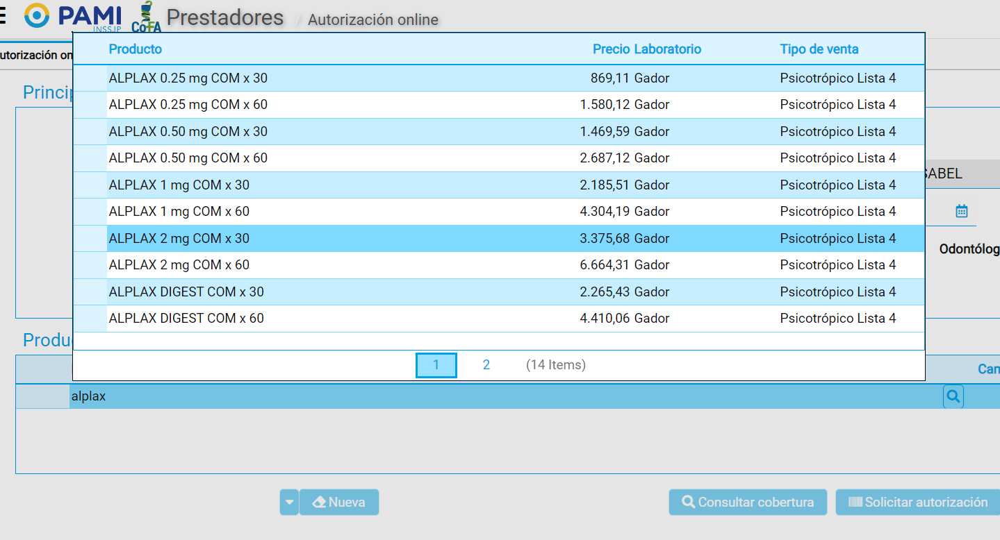 PAMI
INSSJP
CoFA
Prestadores / Autorización online
utorización on
Princip
Producto Precio Laboratorio Tipo de venta
ALPLAX 0.25 mg COM x 30 869,11 Gador Psicotrópico Lista 4
ALPLAX 0.25 mg COM x 60 1.580,12 Gador Psicotrópico Lista 4
ALPLAX 0.50 mg COM x 30 1.469,59 Gador Psicotrópico Lista 4
ALPLAX 0.50 mg COM x 60 2.687,12 Gador Psicotrópico Lista 4
ALPLAX 1 mg COM x 30 2.185,51 Gador Psicotrópico Lista 4
ALPLAX 1 mg COM x 60 4.304,19 Gador Psicotrópico Lista 4
ALPLAX 2 mg COM x 30 3.375,68 Gador Psicotrópico Lista 4
ALPLAX 2 mg COM x 60 6.664,31 Gador Psicotrópico Lista 4
ALPLAX DIGEST COM x 30 2.265,43 Gador Psicotrópico Lista 4
ALPLAX DIGEST COM x 60 4.410,06 Gador Psicotrópico Lista 4
1 2 (14 Items)
SABEL
Odontólog
Produ
Can
alplax
Nueva Consultar cobertura Solicitar autorización